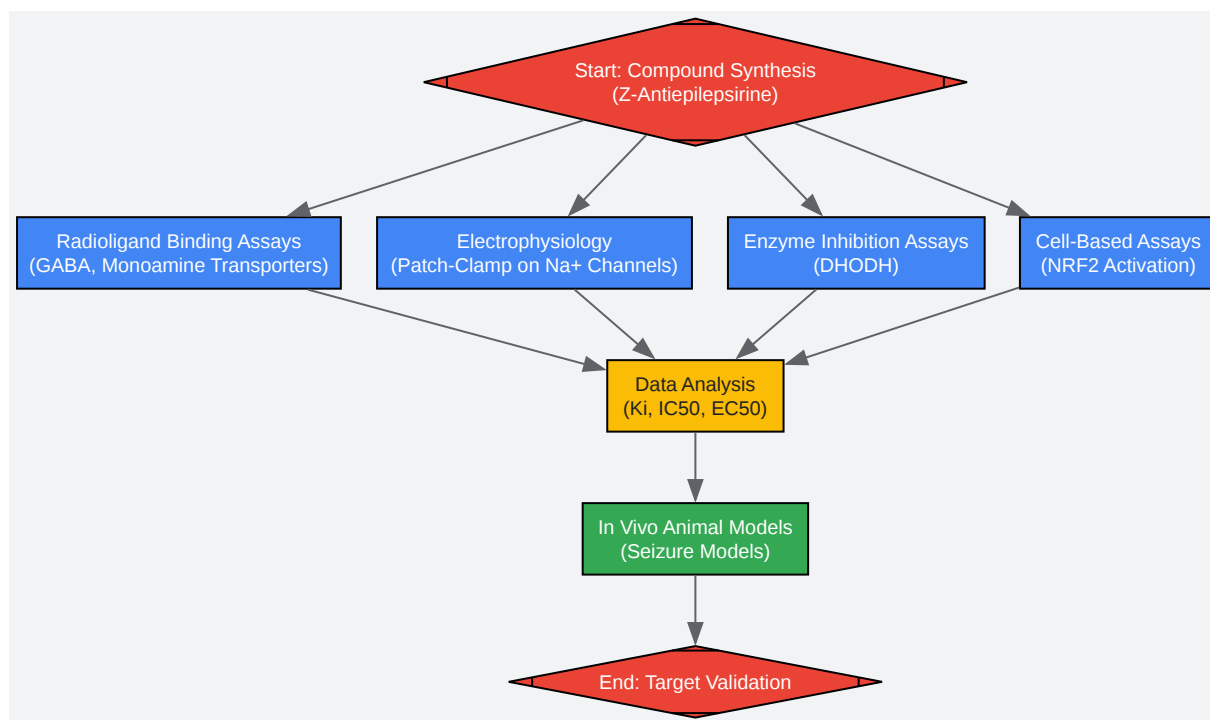 Start: Compound Synthesis
(Z-Antiepilepsirine)
Radioligand Binding Assays
(GABA, Monoamine Transporters)
Electrophysiology
(Patch-Clamp on Na+ Channels)
Enzyme Inhibition Assays
(DHODH)
Cell-Based Assays
(NRF2 Activation)
Data Analysis
(Ki, IC50, EC50)
In Vivo Animal Models
(Seizure Models)
End: Target Validation